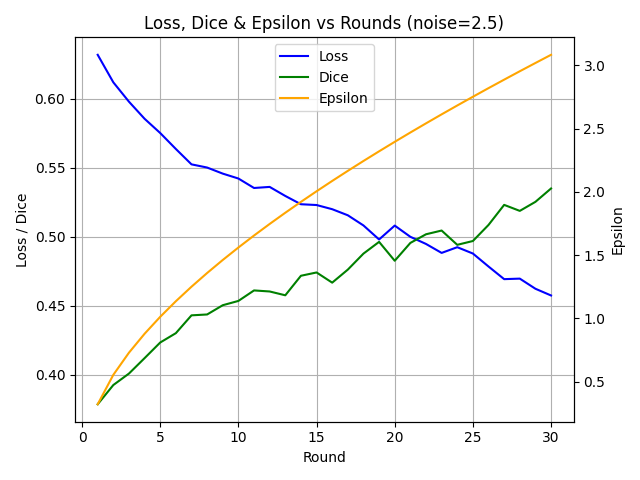 Loss, Dice & Epsilon vs Rounds (noise=2.5)
Loss
Dice
Epsilon
0.60
0.55
0.50
0.45
0.40
Loss / Dice
3.0
2.5
2.0
1.5
1.0
0.5
Epsilon
0 5 10 15 20 25 30
Round